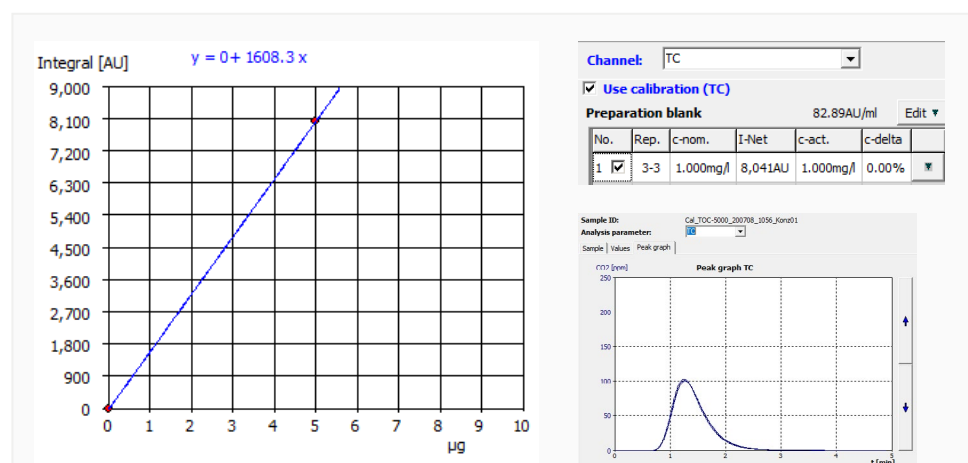 Integral [AU]
y = 0+ 1608.3 x
9,000
8,100
7,200
6,300
5,400
4,500
3,600
2,700
1,800
900
0
0 1 2 3 4 5 6 7 8 9 10
µg
Channel: TC
Use calibration (TC)
Preparation blank 82.89AU/ml Edit
No. Rep. c-nom. I-Net c-act. c-delta
1 3-3 1.000mg/l 8,041AU 1.000mg/l 0.00%
Sample ID: Cal_TOC-5000_200708_1056_Konz01
Analysis parameter: TC
Sample Values Peak graph
CO2 [ppm] Peak graph TC
250
200
150
100
50
0
0 1 2 3 4 5
t [min]